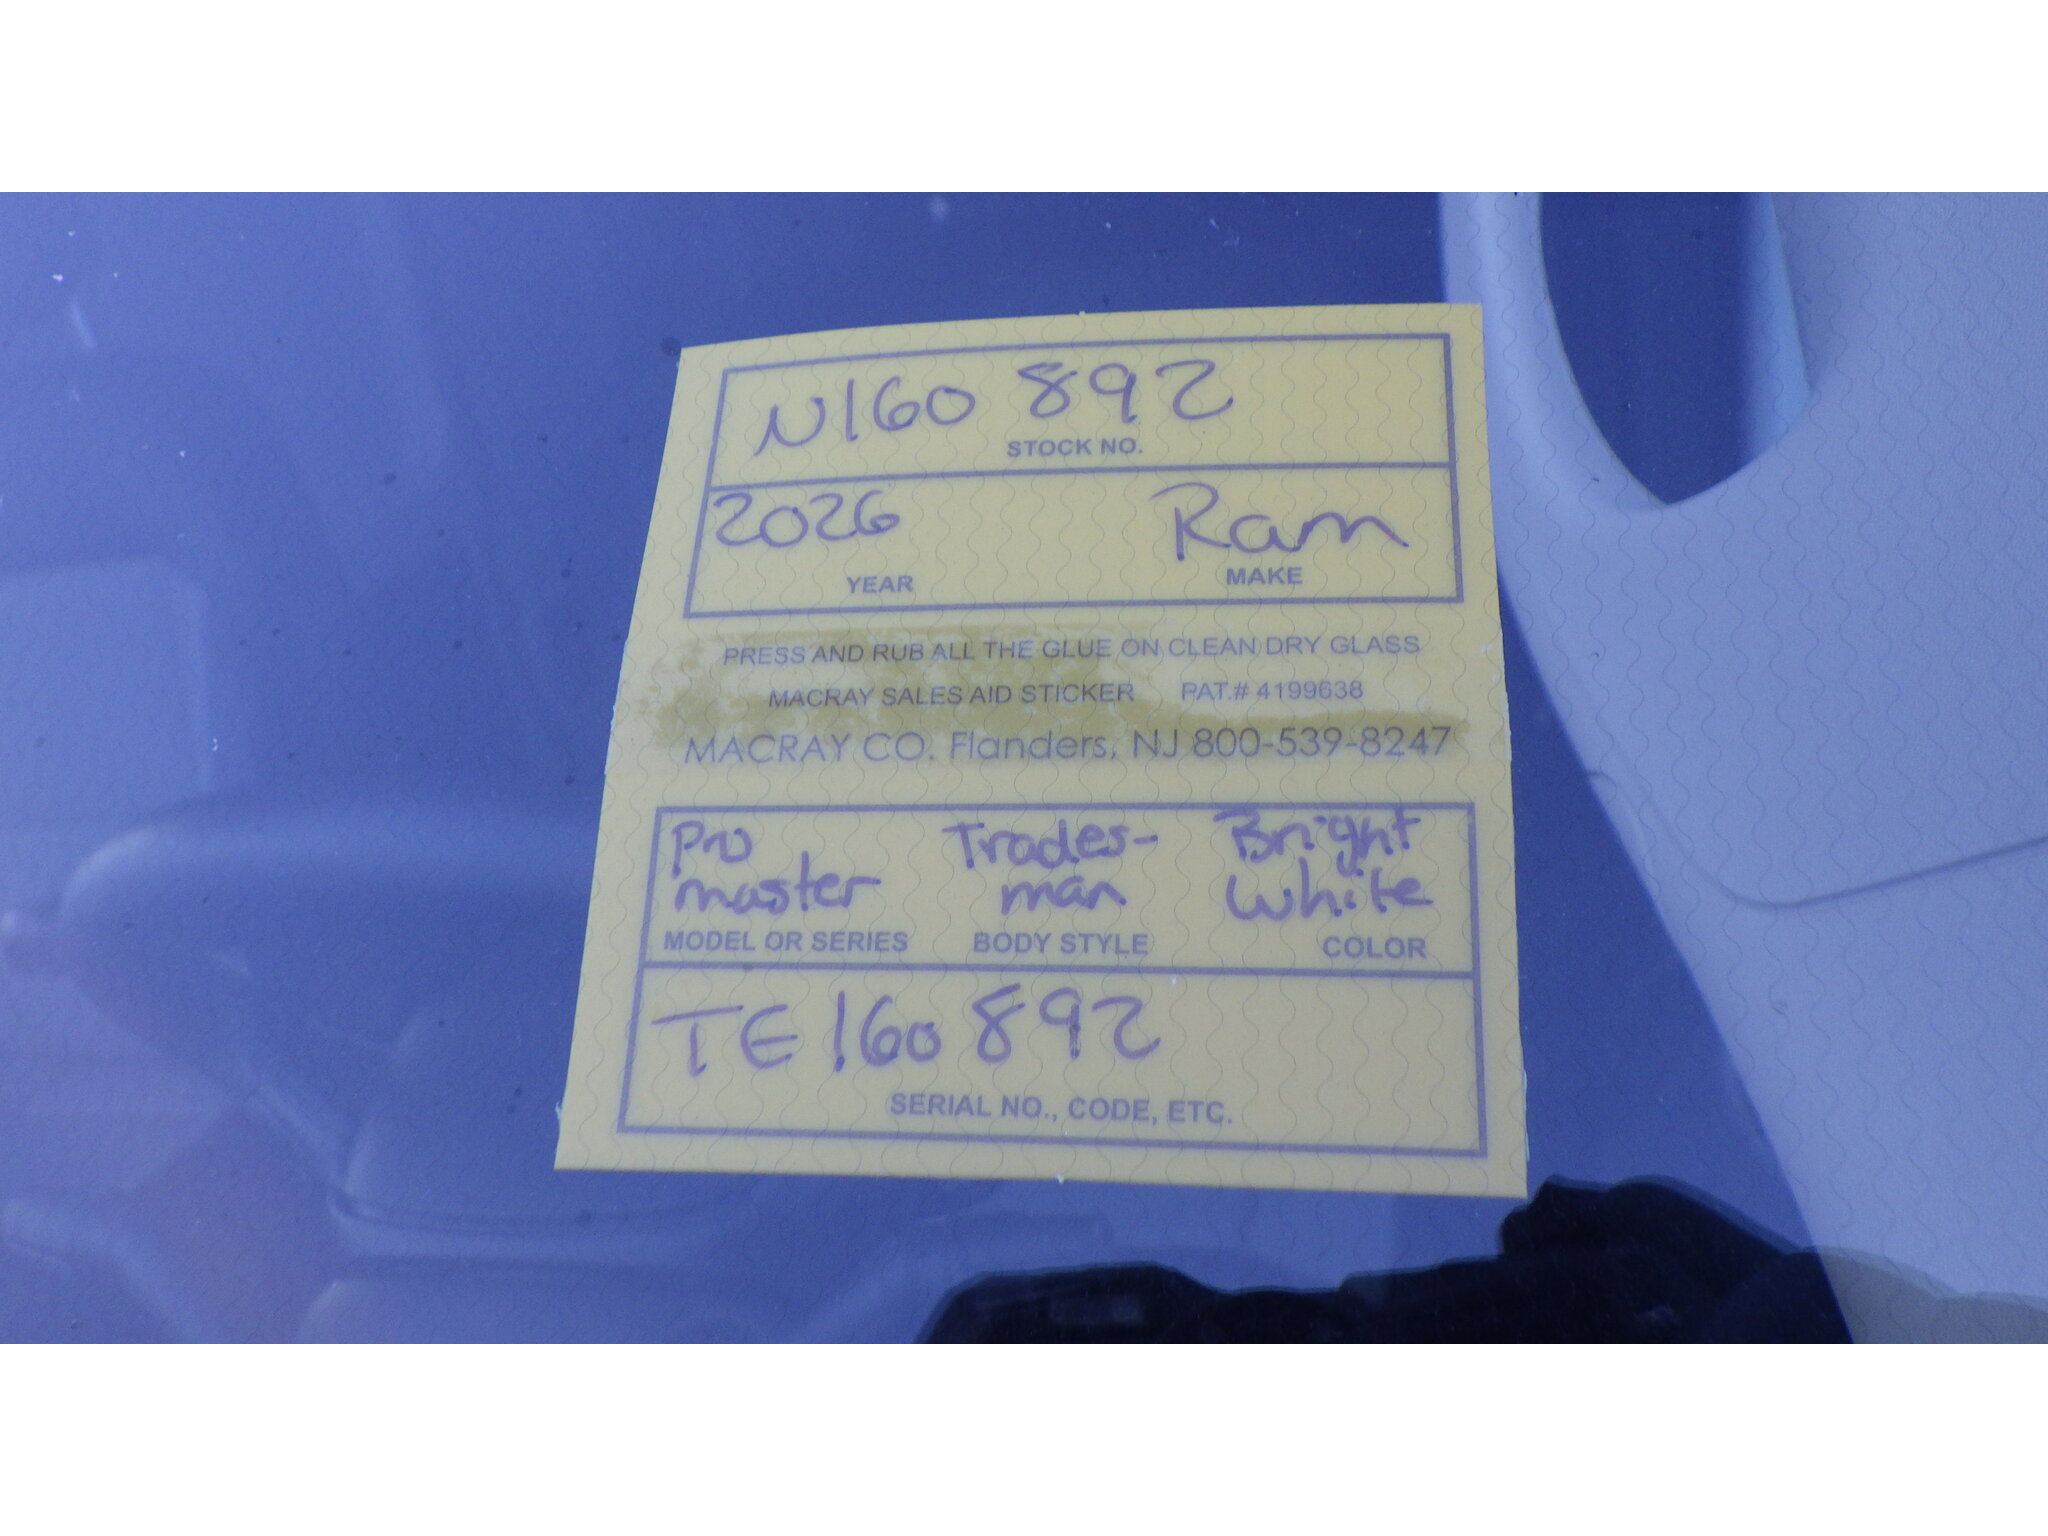 N160 892
STOCK NO.
2026 Ram
YEAR MAKE
PRESS AND RUB ALL THE GLUE ON CLEAN DRY GLASS
MACRAY SALES AID STICKER PAT.# 4199638
MACRAY CO. Flanders, NJ 800-539-8247
Pro Trades- Bright
master man White
MODEL OR SERIES BODY STYLE COLOR
TE160892
SERIAL NO., CODE, ETC.